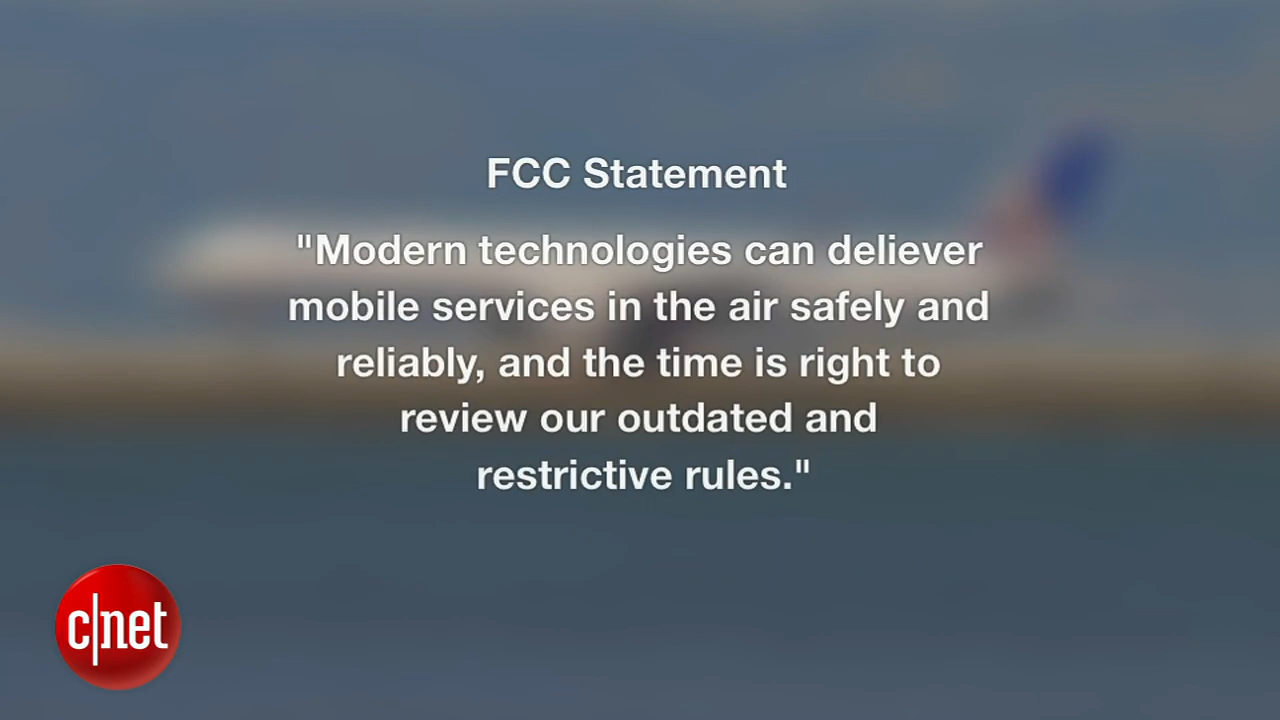 FCC Statement
"Modern technologies can deliever
mobile services in the air safely and
reliably, and the time is right to
review our outdated and
restrictive rules."
c|net